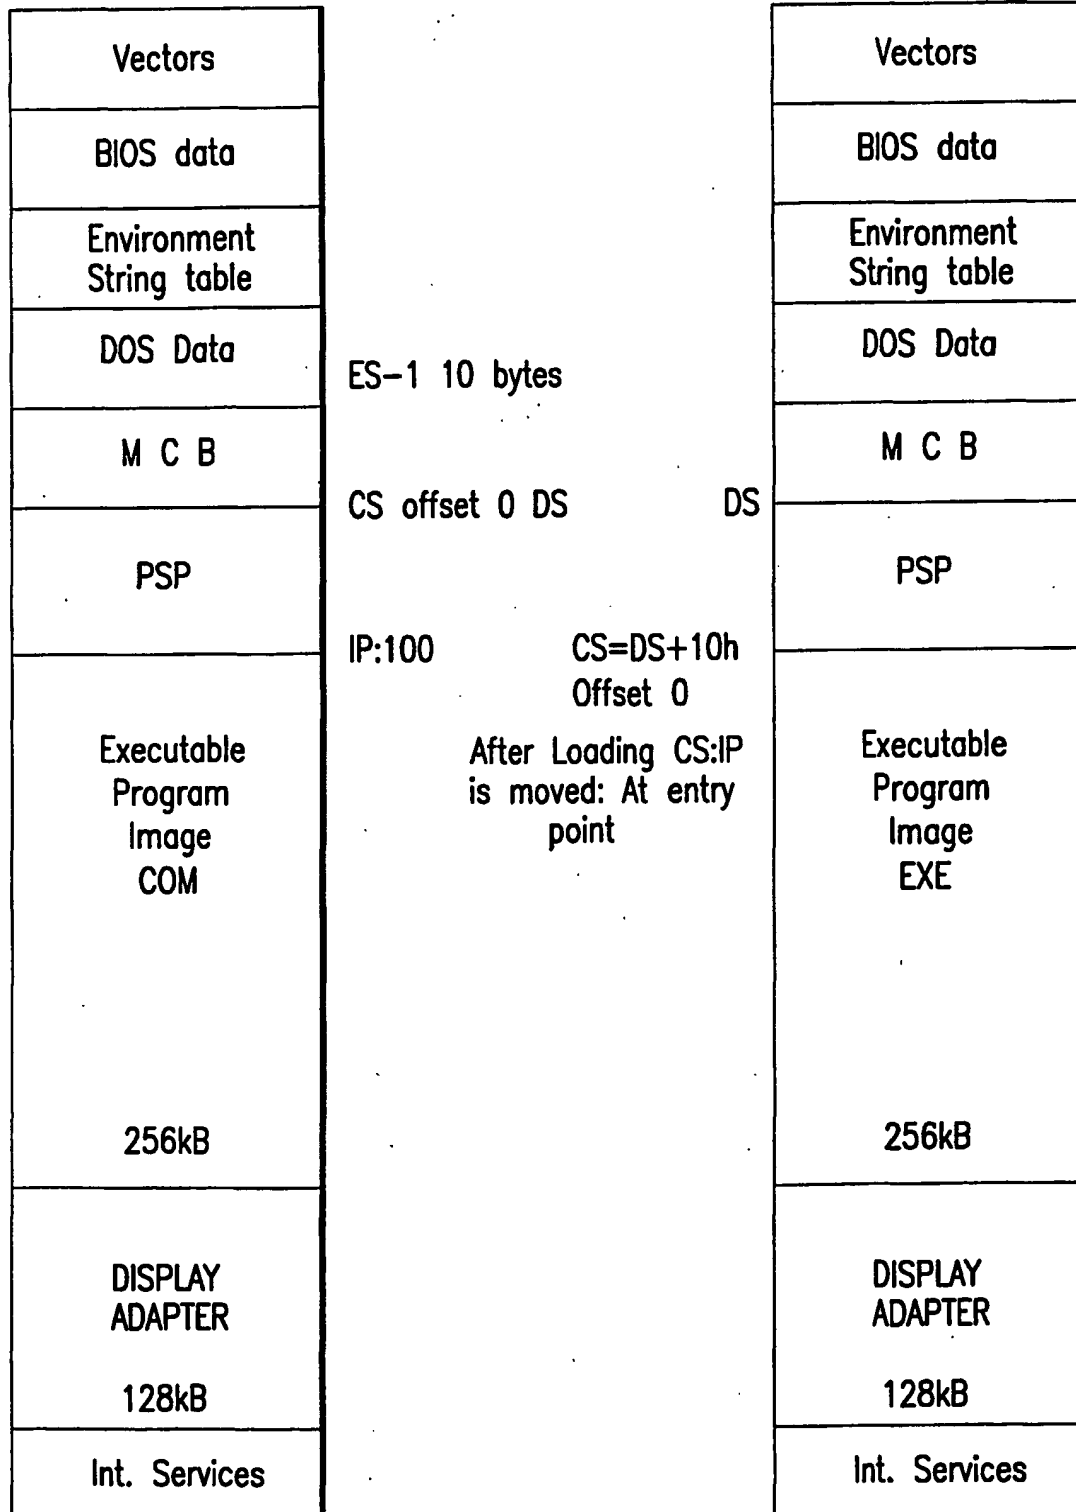 Vectors
BIOS data
Environment
String table
DOS Data
M C B
PSP
Executable
Program
Image
COM
256kB
DISPLAY
ADAPTER
128kB
Int. Services
ES-1 10 bytes
CS offset 0 DS
IP:100
DS
CS=DS+10h
Offset 0
After Loading CS:IP
is moved: At entry
point
Vectors
BIOS data
Environment
String table
DOS Data
M C B
PSP
Executable
Program
Image
EXE
256kB
DISPLAY
ADAPTER
128kB
Int. Services